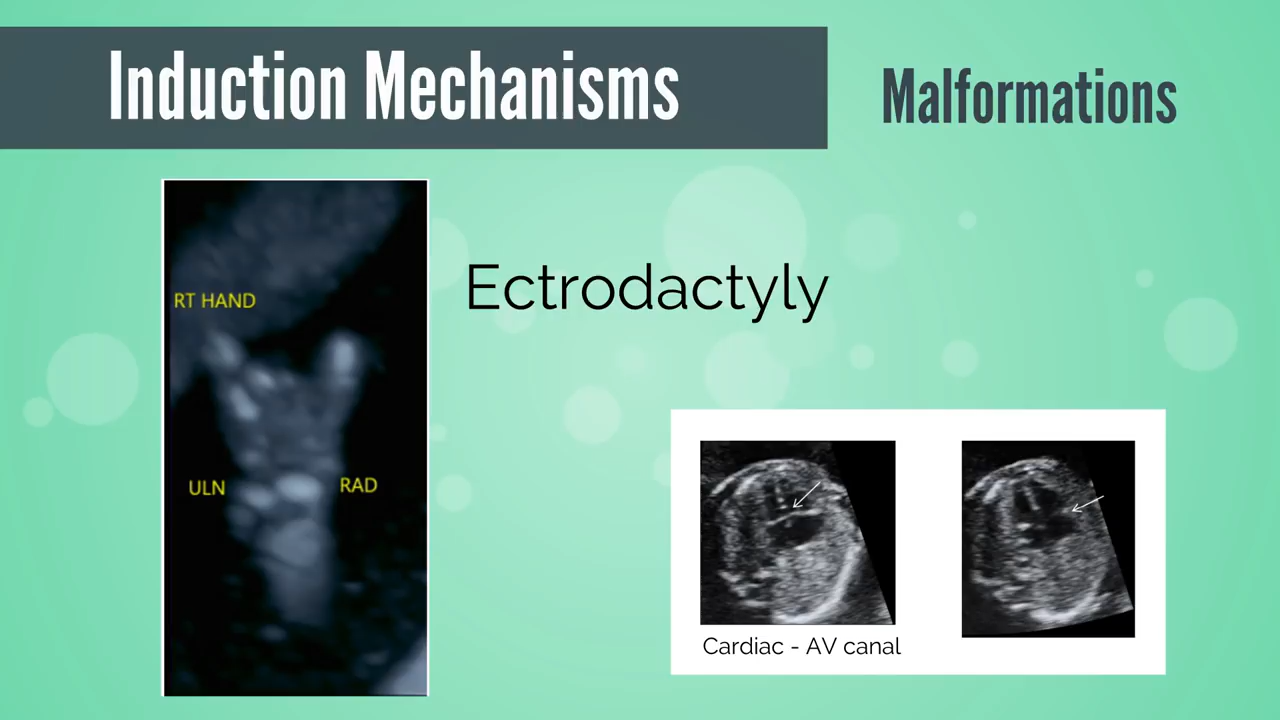 Induction Mechanisms
Malformations
RT HAND
Ectrodactyly
ULN
RAD
Cardiac - AV canal